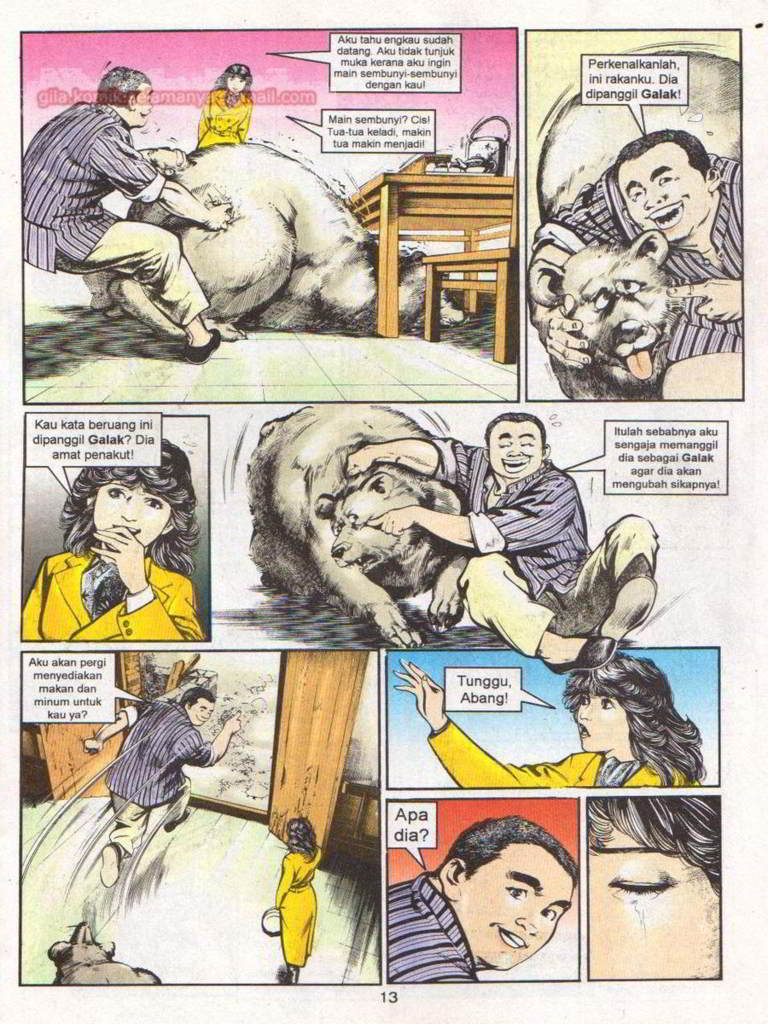 Aku tahu engkau sudah
datang. Aku tidak tunjuk
muka kerana aku ingin
main sembunyi-sembunyi
dengan kau!
Main sembunyi? Cis!
Tua-tua keladi, makin
tua makin menjadi!
Perkenalkanlah,
ini rakanku. Dia
dipanggil Galak!
Kau kata beruang ini
dipanggil Galak? Dia
amat penakut!
Itulah sebabnya aku
sengaja memanggil
dia sebagai Galak
agar dia akan
mengubah sikapnya!
Aku akan pergi
menyediakan
makan dan
minum untuk
kau ya?
Tunggu,
Abang!
Apa
dia?
13